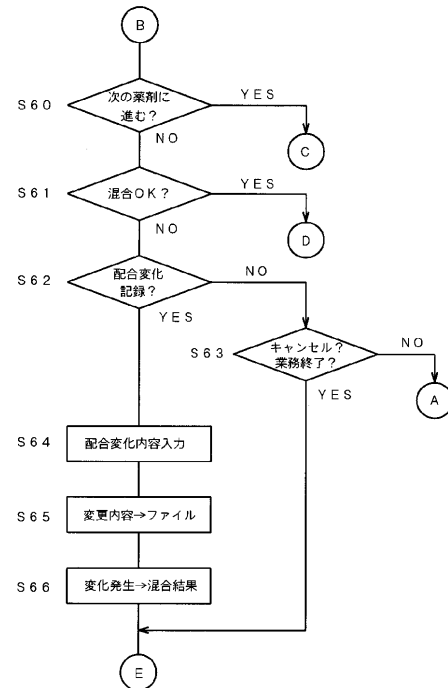 B
S60
次の薬剤に
進む?
YES
NO
C
S61
混合OK?
YES
NO
D
S62
配合変化
記録?
NO
YES
S63
キャンセル?
業務終了?
NO
YES
A
S64
配合変化内容入力
S65
変更内容→ファイル
S66
変化発生→混合結果
E